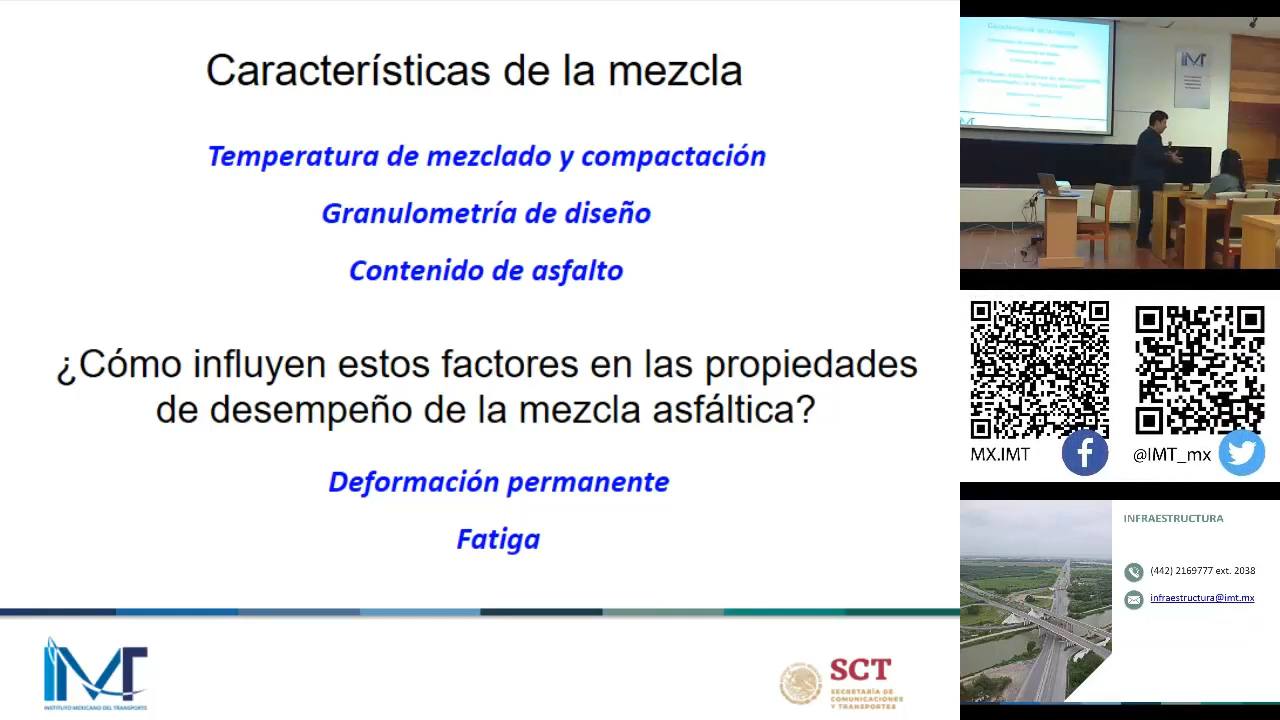 Características de la mezcla
Temperatura de mezclado y compactación
Granulometría de diseño
Contenido de asfalto
¿Cómo influyen estos factores en las propiedades
de desempeño de la mezcla asfáltica?
Deformación permanente
Fatiga
IMT
INSTITUTO MEXICANO DEL TRANSPORTE
SCT
SECRETARÍA DE
COMUNICACIONES
Y TRANSPORTES
MX.IMT
@IMT_mx
INFRAESTRUCTURA
(442) 2169777 ext. 2038
infraestructura@imt.mx